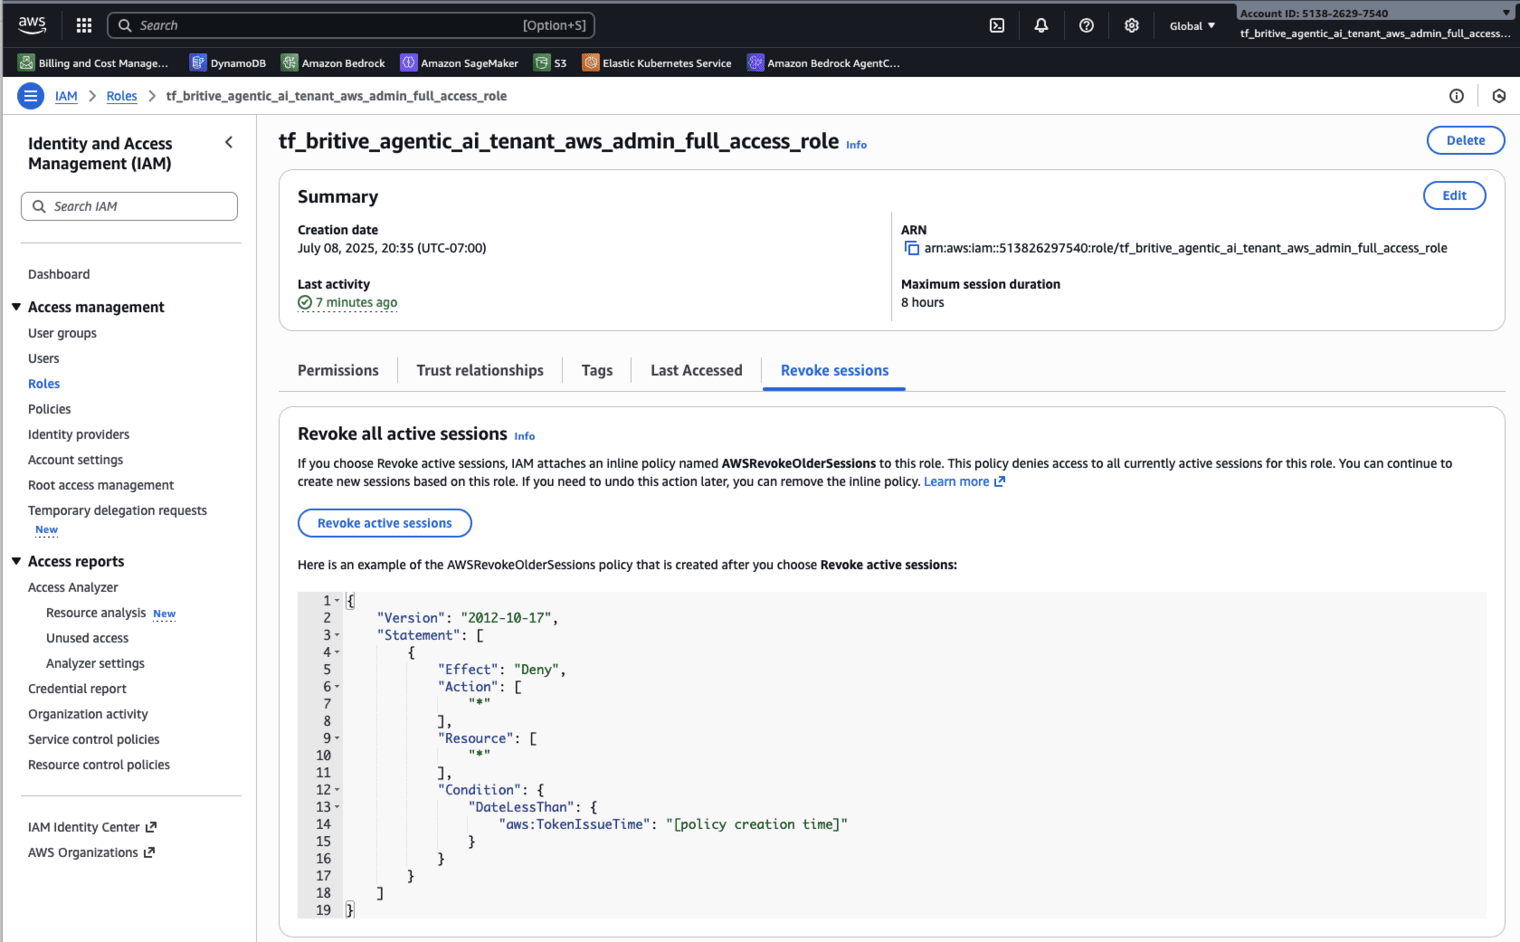 aws
Search
[Option+S]
Global
Account ID: 5138-2629-7540
tf_britive_agentic_ai_tenant_aws_admin_full_access...
Billing and Cost Manage...
DynamoDB
Amazon Bedrock
Amazon SageMaker
S3
Elastic Kubernetes Service
Amazon Bedrock AgentC...
IAM
Roles
tf_britive_agentic_ai_tenant_aws_admin_full_access_role
Identity and Access
Management (IAM)
Search IAM
Dashboard
Access management
User groups
Users
Roles
Policies
Identity providers
Account settings
Root access management
Temporary delegation requests
New
Access reports
Access Analyzer
Resource analysis New
Unused access
Analyzer settings
Credential report
Organization activity
Service control policies
Resource control policies
IAM Identity Center
AWS Organizations
tf_britive_agentic_ai_tenant_aws_admin_full_access_role Info
Delete
Summary
Edit
Creation date
July 08, 2025, 20:35 (UTC-07:00)
ARN
arn:aws:iam::513826297540:role/tf_britive_agentic_ai_tenant_aws_admin_full_access_role
Last activity
7 minutes ago
Maximum session duration
8 hours
Permissions
Trust relationships
Tags
Last Accessed
Revoke sessions
Revoke all active sessions Info
If you choose Revoke active sessions, IAM attaches an inline policy named AWSRevokeOlderSessions to this role. This policy denies access to all currently active sessions for this role. You can continue to
create new sessions based on this role. If you need to undo this action later, you can remove the inline policy. Learn more
Revoke active sessions
Here is an example of the AWSRevokeOlderSessions policy that is created after you choose Revoke active sessions:
1 {
2 "Version": "2012-10-17",
3 "Statement": [
4 {
5 "Effect": "Deny",
6 "Action": [
7 "*"
8 ],
9 "Resource": [
10 "*"
11 ],
12 "Condition": {
13 "DateLessThan": {
14 "aws:TokenIssueTime": "[policy creation time]"
15 }
16 }
17 }
18 ]
19 }